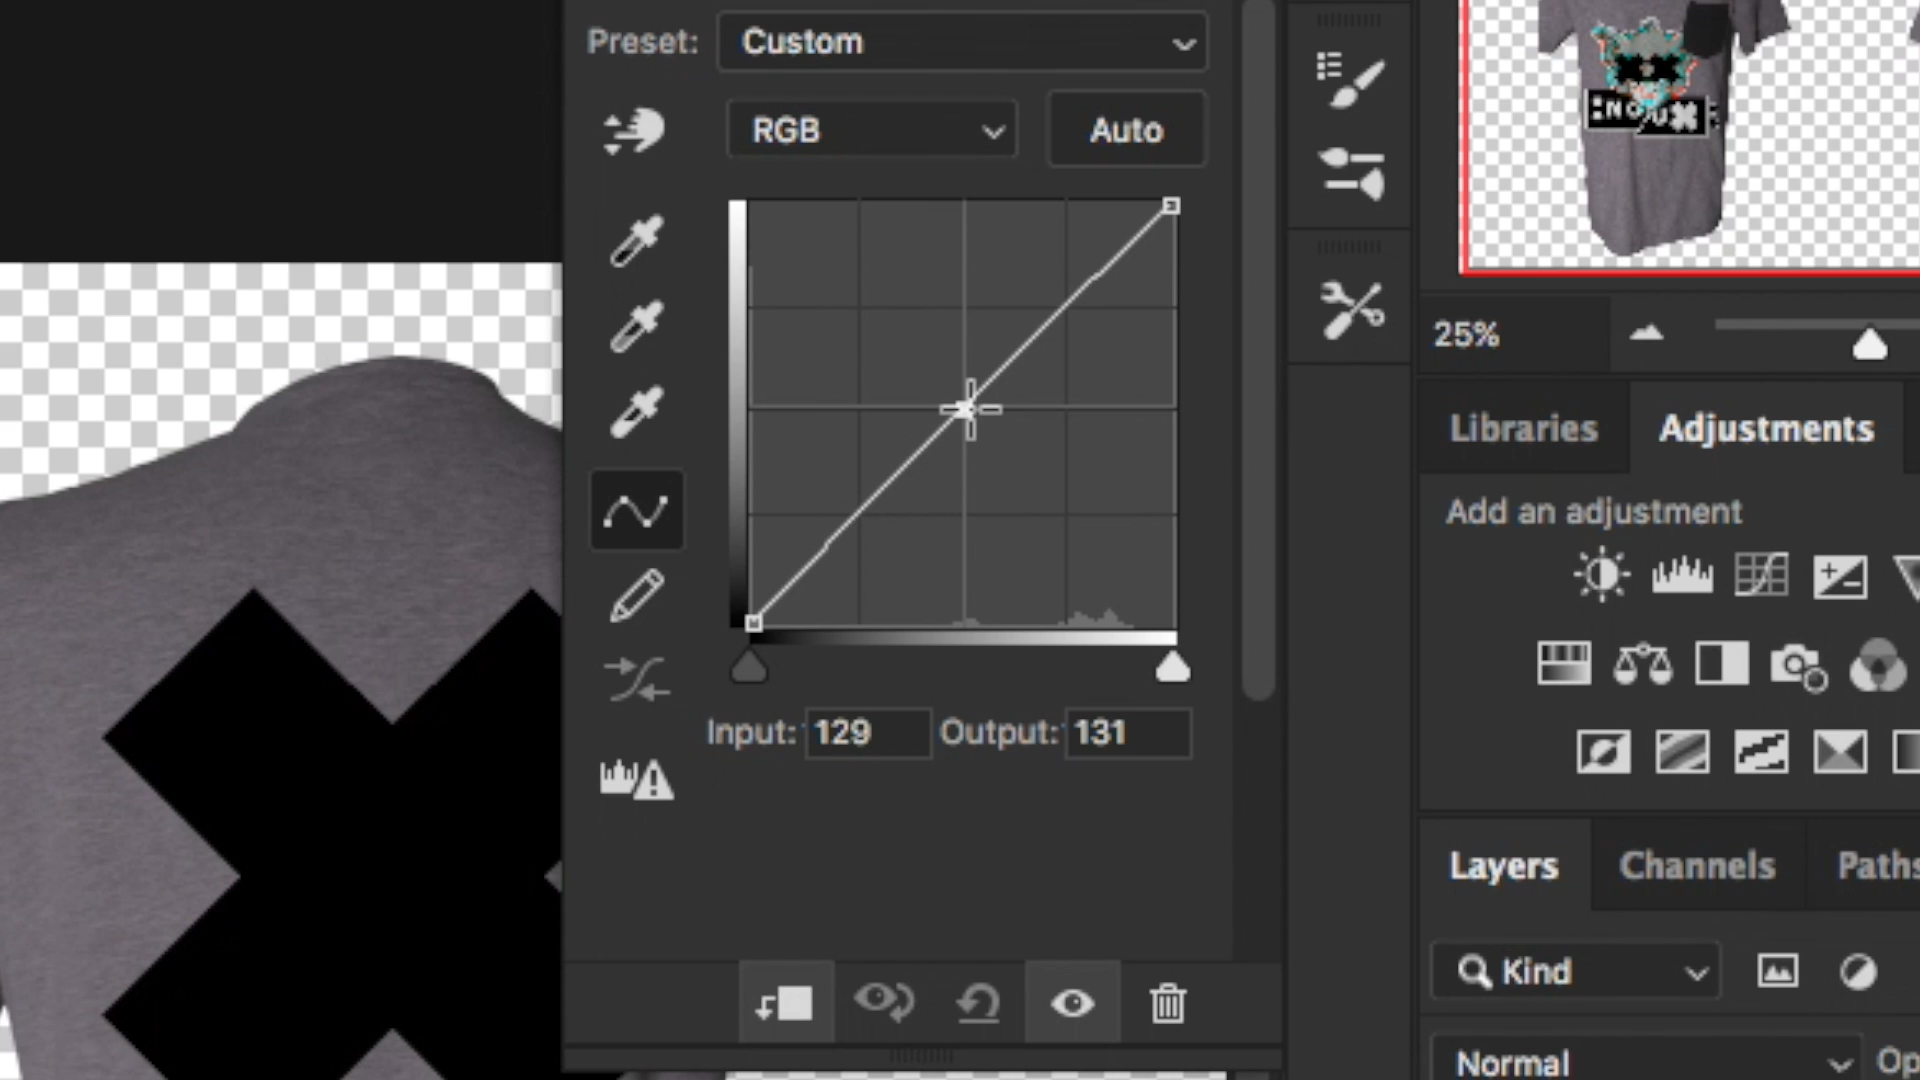 Preset: Custom
RGB Auto
Input: 129 Output: 131
25%
Libraries Adjustments
Add an adjustment
Layers Channels Paths
Kind
Normal Op